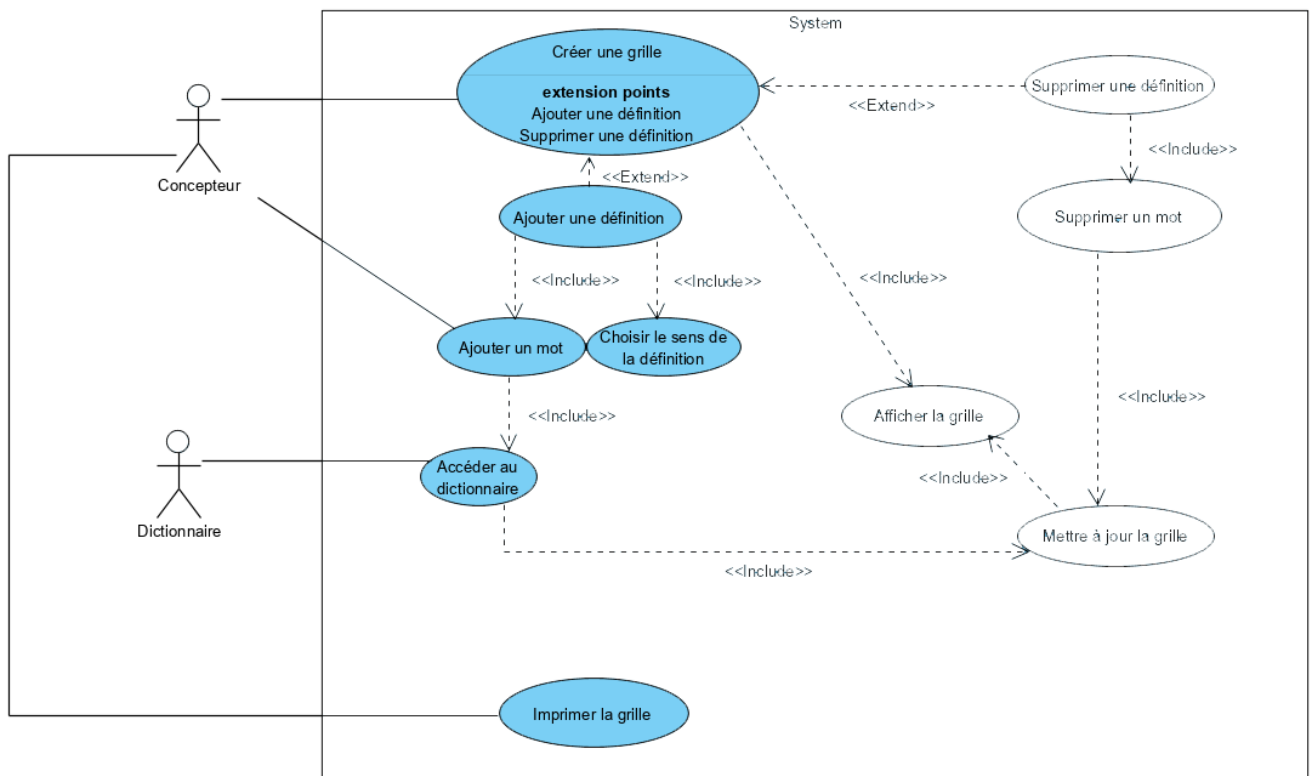 System
Créer une grille
extension points
Ajouter une définition
Supprimer une définition
Supprimer une définition
<<Extend>>
<<Include>>
Concepteur
<<Extend>>
Ajouter une définition
Supprimer un mot
<<Include>>
<<Include>>
<<Include>>
Ajouter un mot
Choisir le sens de
la définition
<<Include>>
<<Include>>
Afficher la grille
Accéder au
dictionnaire
<<Include>>
Dictionnaire
Mettre à jour la grille
<<Include>>
Imprimer la grille